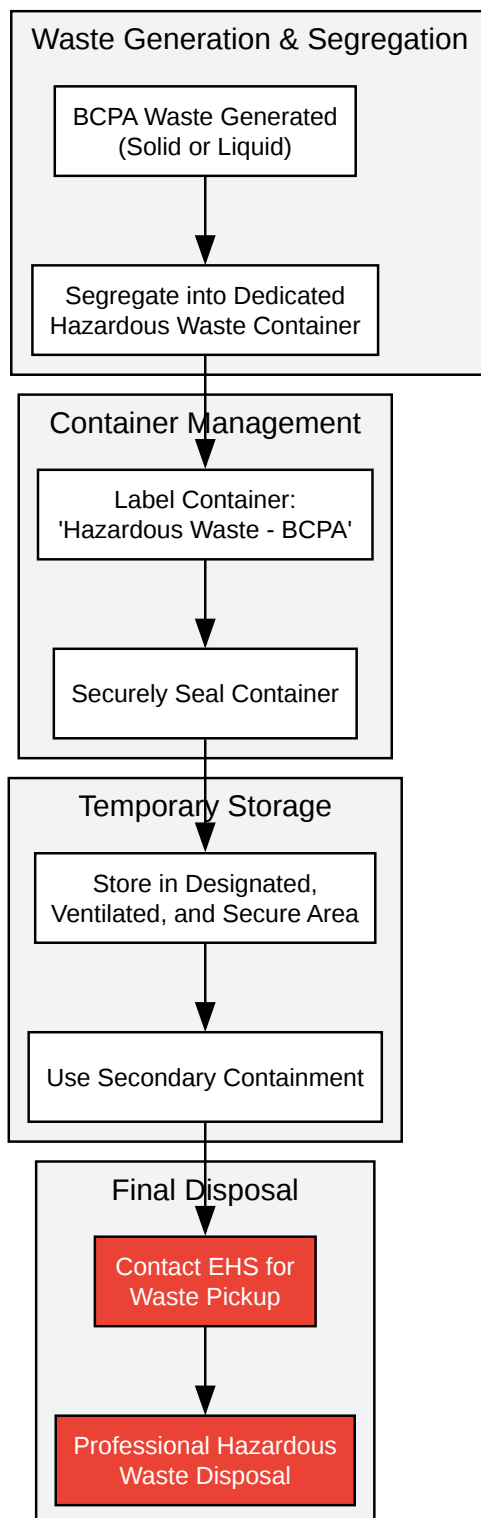 Waste Generation & Segregation
BCPA Waste Generated
(Solid or Liquid)
Segregate into Dedicated
Hazardous Waste Container
Container Management
Label Container:
'Hazardous Waste - BCPA'
Securely Seal Container
Temporary Storage
Store in Designated,
Ventilated, and Secure Area
Use Secondary Containment
Final Disposal
Contact EHS for
Waste Pickup
Professional Hazardous
Waste Disposal